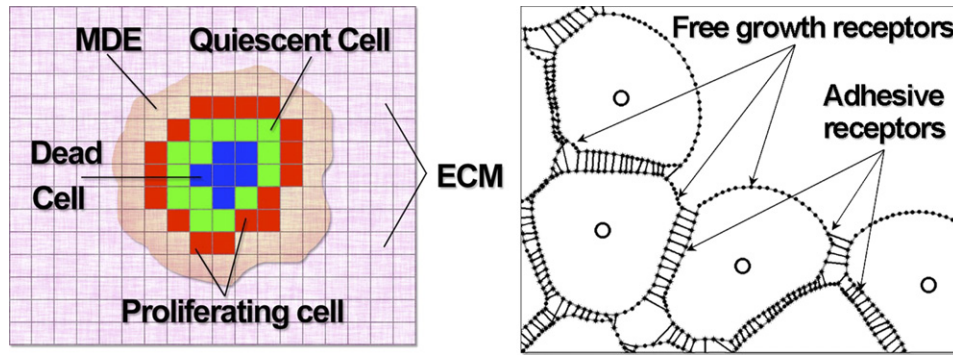 MDE
Quiescent Cell
Dead
Cell
ECM
Proliferating cell
Free growth receptors
Adhesive
receptors